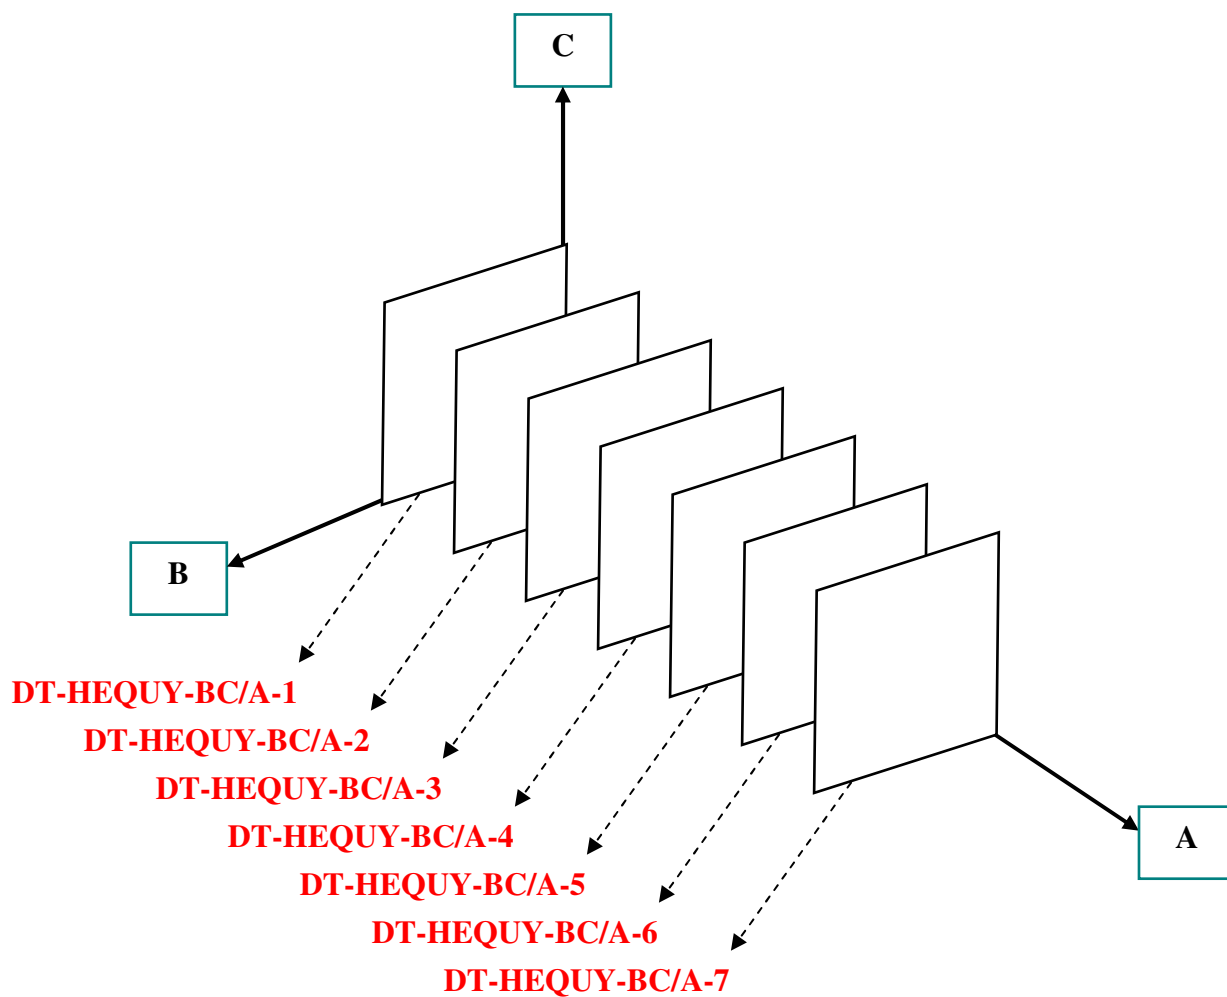 C
B
DT-HEQUY-BC/A-1
DT-HEQUY-BC/A-2
DT-HEQUY-BC/A-3
DT-HEQUY-BC/A-4
A
DT-HEQUY-BC/A-5
DT-HEQUY-BC/A-6
DT-HEQUY-BC/A-7